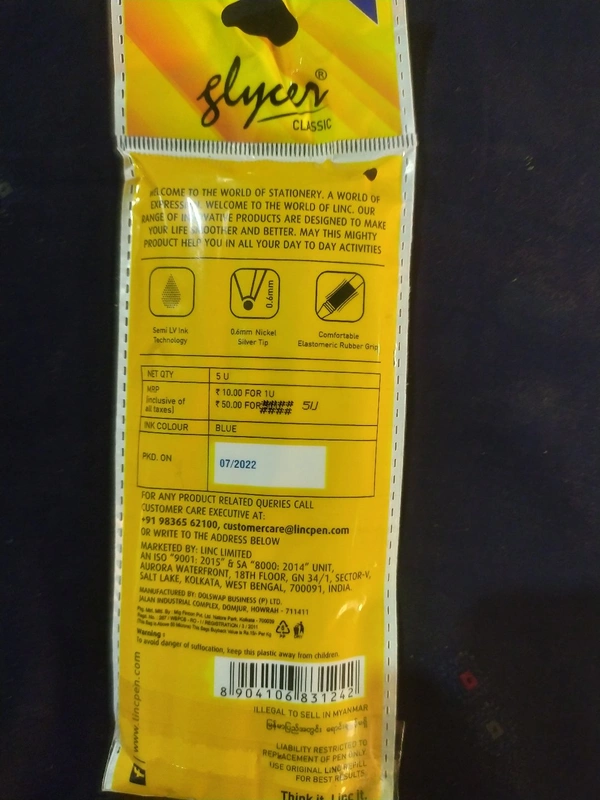 glycer®
CLASSIC
WELCOME TO THE WORLD OF STATIONERY. A WORLD OF
EXPRESSION. WELCOME TO THE WORLD OF LINC. OUR
RANGE OF INNOVATIVE PRODUCTS ARE DESIGNED TO MAKE
YOUR LIFE SMOOTHER AND BETTER. MAY THIS MIGHTY
PRODUCT HELP YOU IN ALL YOUR DAY TO DAY ACTIVITIES
0.6mm
Semi LV Ink
Technology
0.6mm Nickel
Silver Tip
Comfortable
Elastomeric Rubber Grip
NET QTY 5 U
MRP
(inclusive of
all taxes)
₹ 10.00 FOR 1U
₹ 50.00 FOR 5U
INK COLOUR BLUE
PKD. ON 07/2022
FOR ANY PRODUCT RELATED QUERIES CALL
CUSTOMER CARE EXECUTIVE AT:
+91 98365 62100, customercare@lincpen.com
OR WRITE TO THE ADDRESS BELOW
MARKETED BY: LINC LIMITED
AN ISO "9001: 2015" & SA "8000: 2014" UNIT,
AURORA WATERFRONT, 18TH FLOOR, GN 34/1, SECTOR-V,
SALT LAKE, KOLKATA, WEST BENGAL, 700091, INDIA.
MANUFACTURED BY: DOLSWAP BUSINESS (P) LTD.
JALAN INDUSTRIAL COMPLEX, DOMJUR, HOWRAH - 711411
Warning :
To avoid danger of suffocation, keep this plastic away from children.
8 904106 831242
ILLEGAL TO SELL IN MYANMAR
LIABILITY RESTRICTED TO
REPLACEMENT OF PEN ONLY.
USE ORIGINAL LINC REFILL
FOR BEST RESULTS.
Think it. Linc it.
/ www.lincpen.com